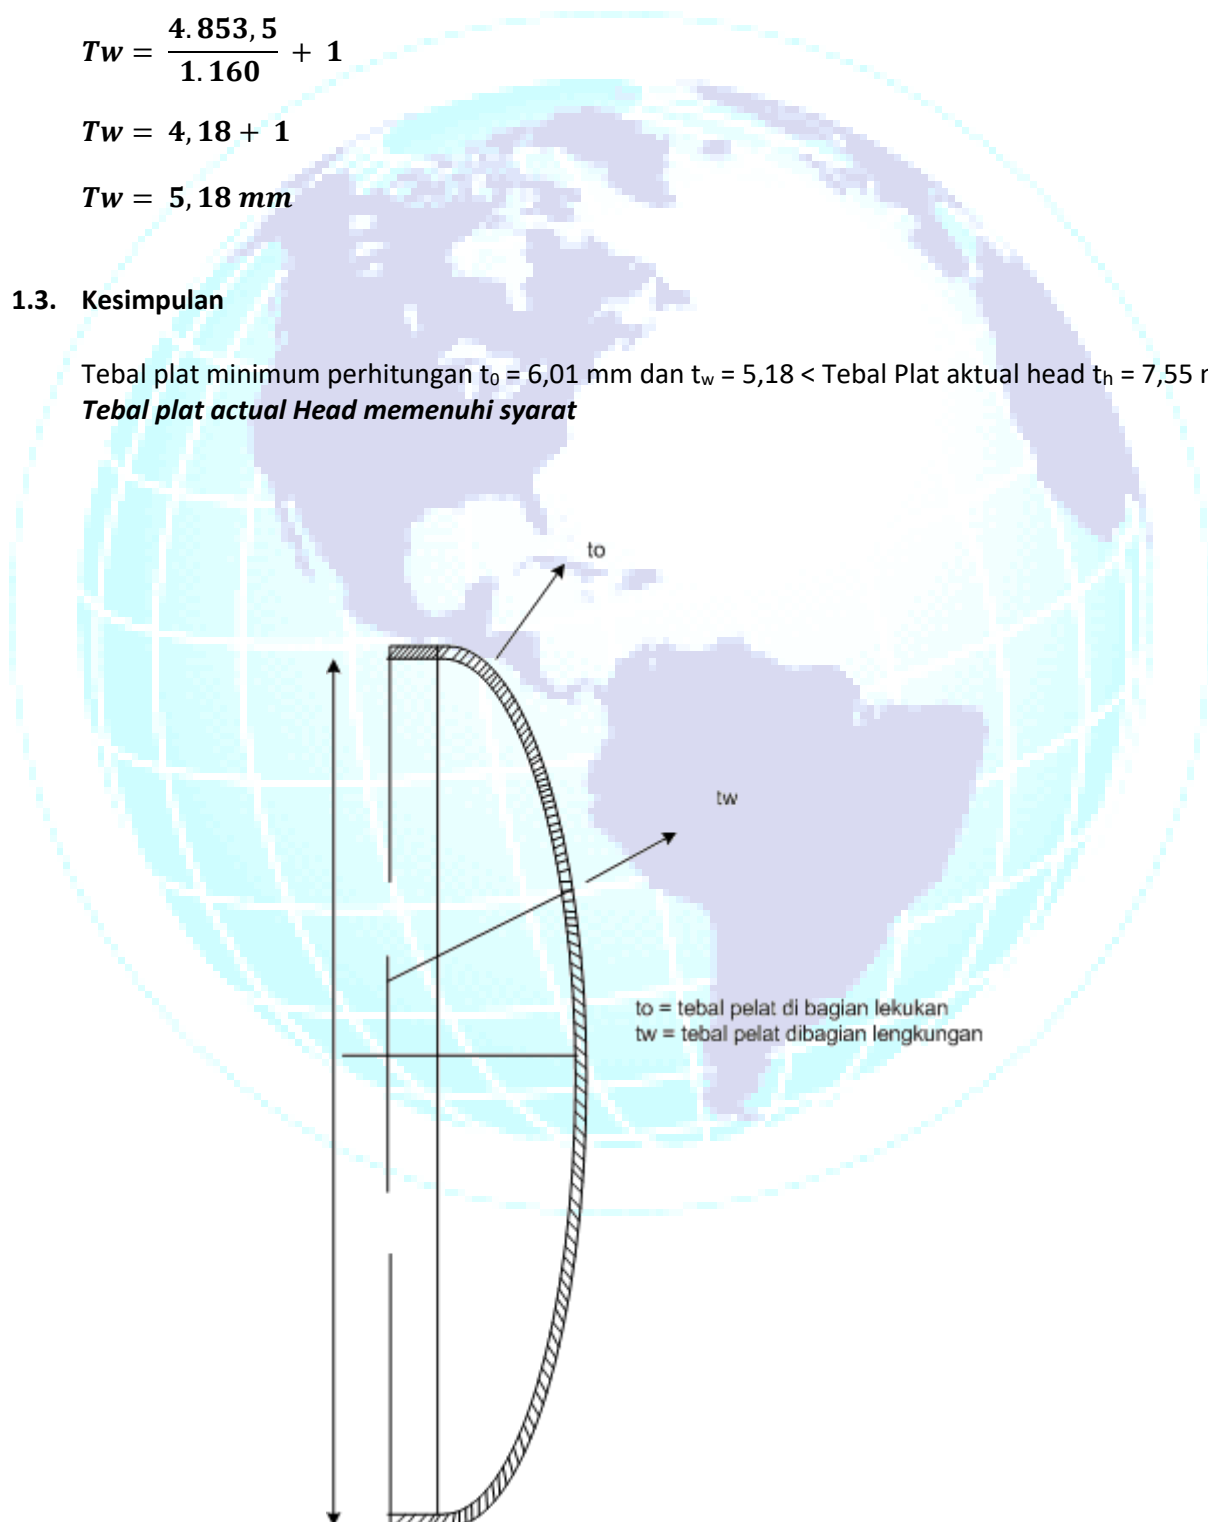 Tw = 4.853,5 / 1.160 + 1
Tw = 4,18 + 1
Tw = 5,18 mm
1.3. Kesimpulan
Tebal plat minimum perhitungan t₀ = 6,01 mm dan tw = 5,18 < Tebal Plat aktual head th = 7,55
Tebal plat actual Head memenuhi syarat
to
tw
to = tebal pelat di bagian lekukan
tw = tebal pelat dibagian lengkungan